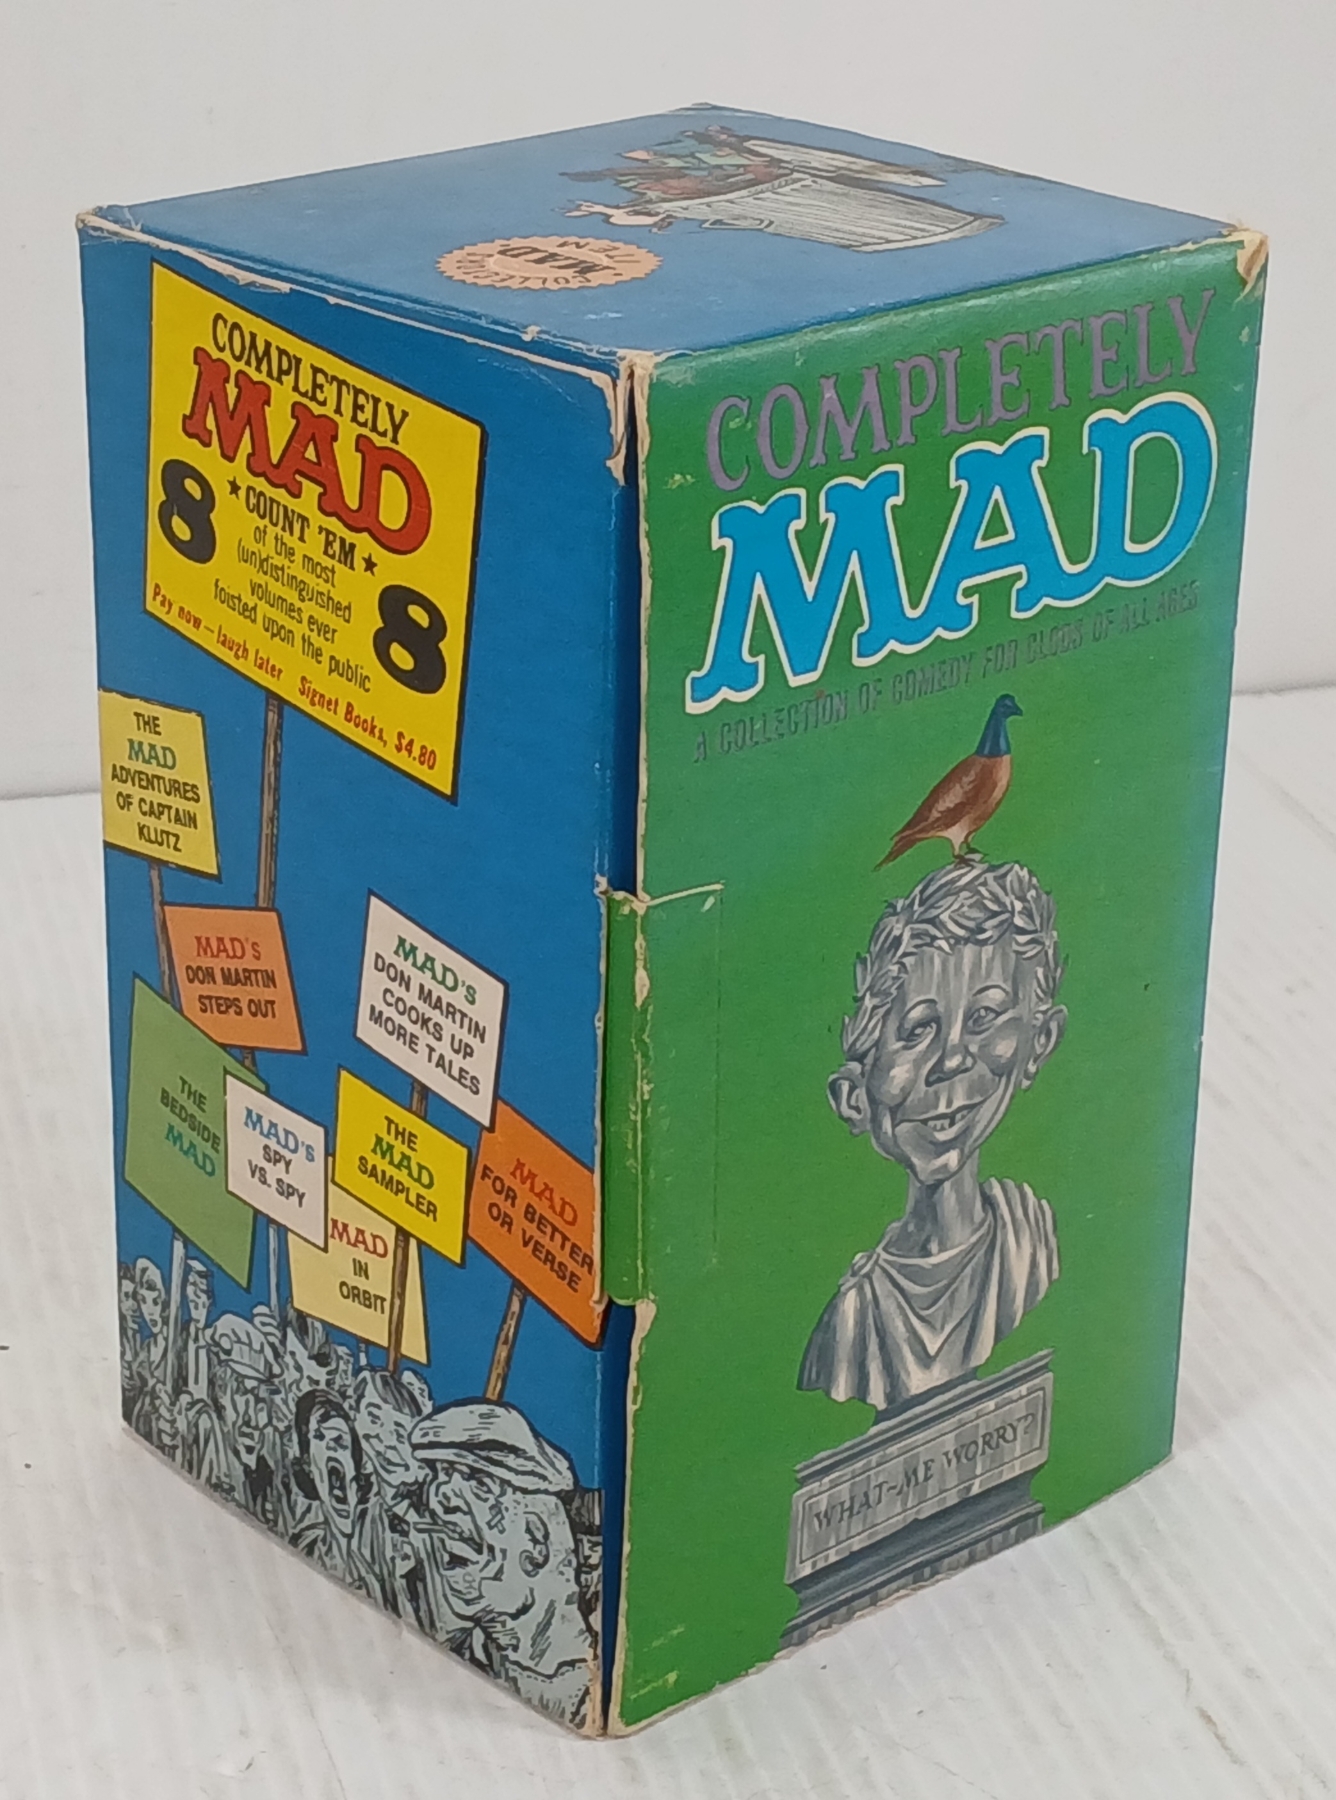 COLLECTOR'S
MAD
ITEM
COMPLETELY
MAD
8
★COUNT 'EM★
of the most
(un)distinguished
volumes ever
foisted upon the public
8
Pay now—laugh later Signet Books, $4.80
THE
MAD
ADVENTURES
OF CAPTAIN
KLUTZ
MAD'S
DON MARTIN
STEPS OUT
MAD'S
DON MARTIN
COOKS UP
MORE TALES
THE
BEDSIDE
MAD
MAD'S
SPY
VS. SPY
THE
MAD
SAMPLER
MAD
FOR BETTER
OR VERSE
MAD
IN
ORBIT
COMPLETELY
MAD
A COLLECTION OF COMEDY FOR CLODS OF ALL AGES
WHAT-ME WORRY?